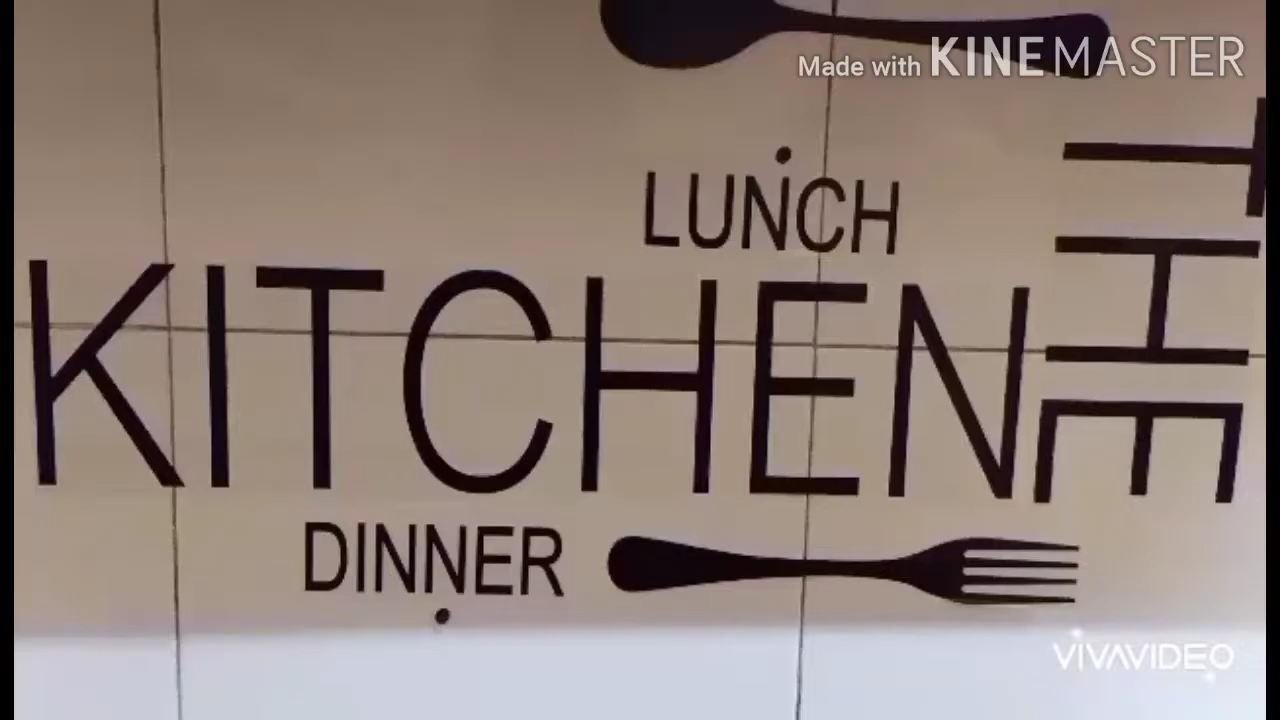 Made with KINEMASTER
LUNCH
KITCHEN
THE
DINNER
VIVAVIDEO